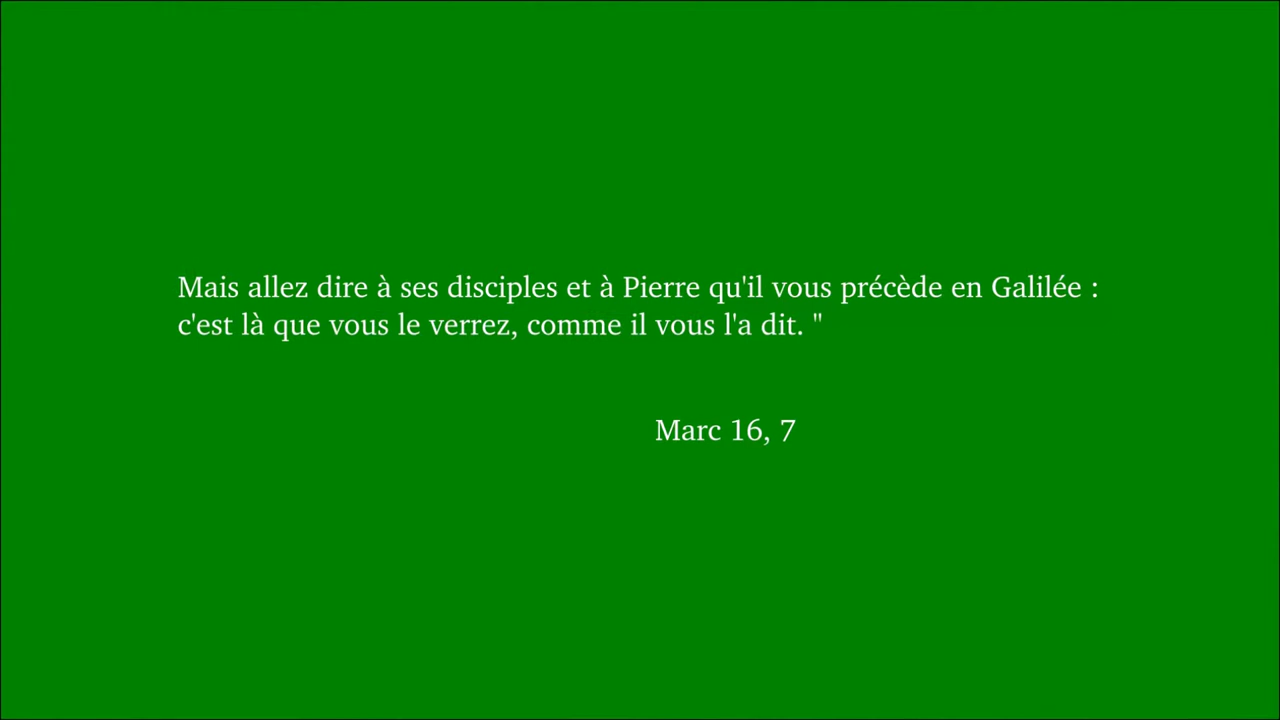 Mais allez dire à ses disciples et à Pierre qu'il vous précède en Galilée :
c'est là que vous le verrez, comme il vous l'a dit. "
Marc 16, 7